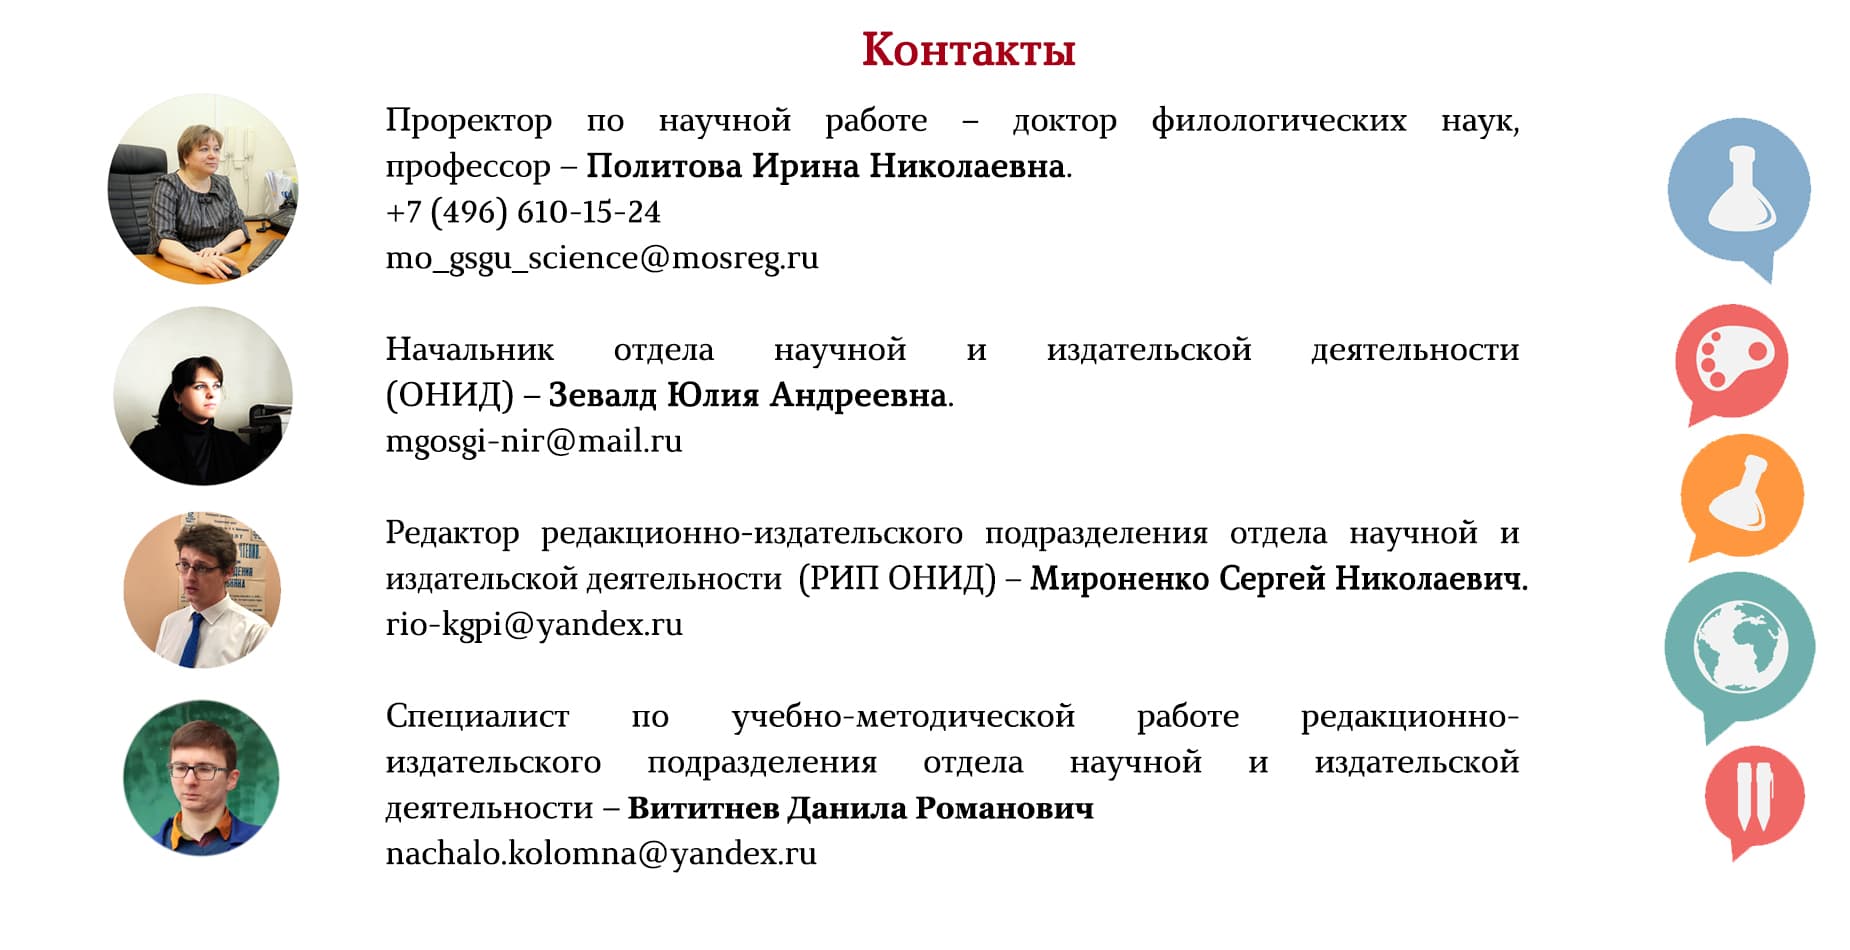 Контакты
Проректор по научной работе – доктор филологических наук,
профессор – Политова Ирина Николаевна.
+7 (496) 610-15-24
mo_gsgu_science@mosreg.ru
Начальник отдела научной и издательской деятельности
(ОНИД) – Зевалд Юлия Андреевна.
mgosgi-nir@mail.ru
Редактор редакционно-издательского подразделения отдела научной и
издательской деятельности (РИП ОНИД) – Мироненко Сергей Николаевич.
rio-kgpi@yandex.ru
Специалист по учебно-методической работе редакционно-
издательского подразделения отдела научной и издательской
деятельности – Вититнев Данила Романович
nachalo.kolomna@yandex.ru